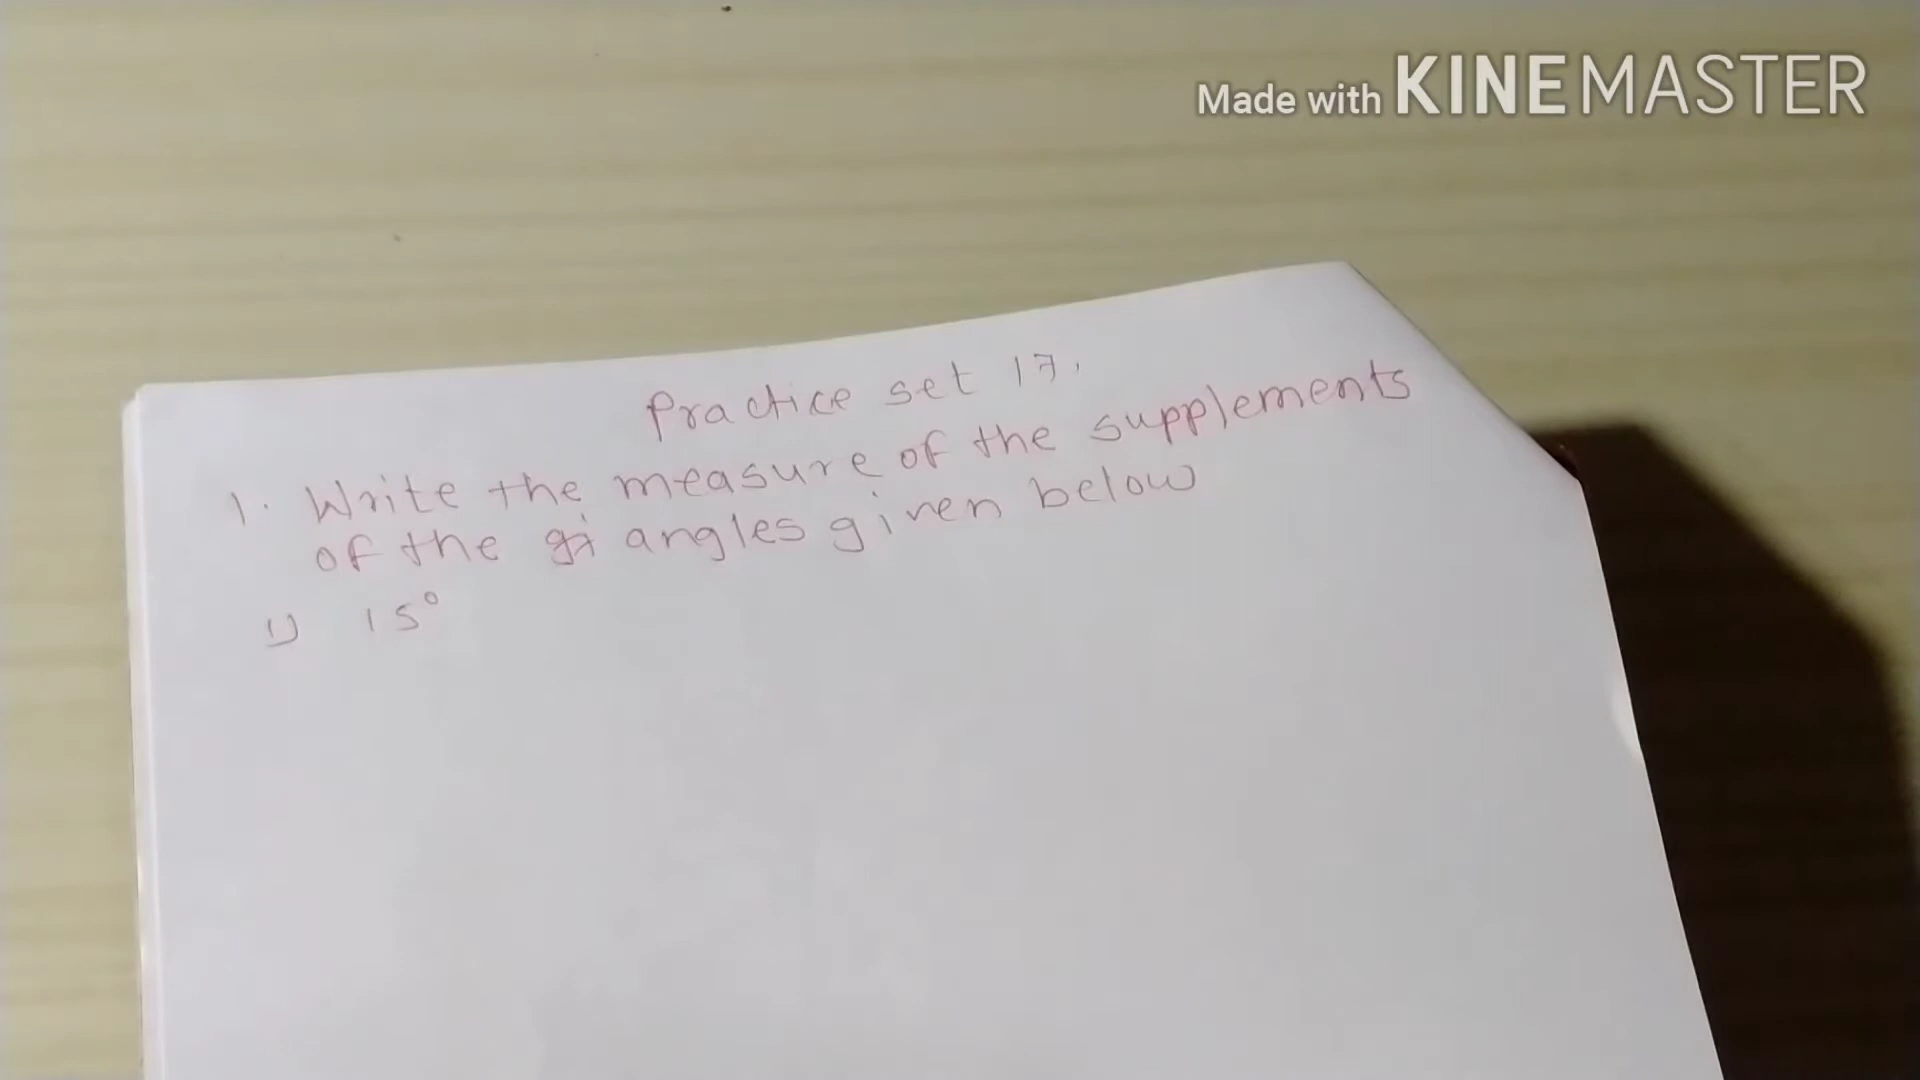 Made with KINEMASTER
Practice set 17.
1. Write the measure of the supplements
of the gi angles given below
1) 15°